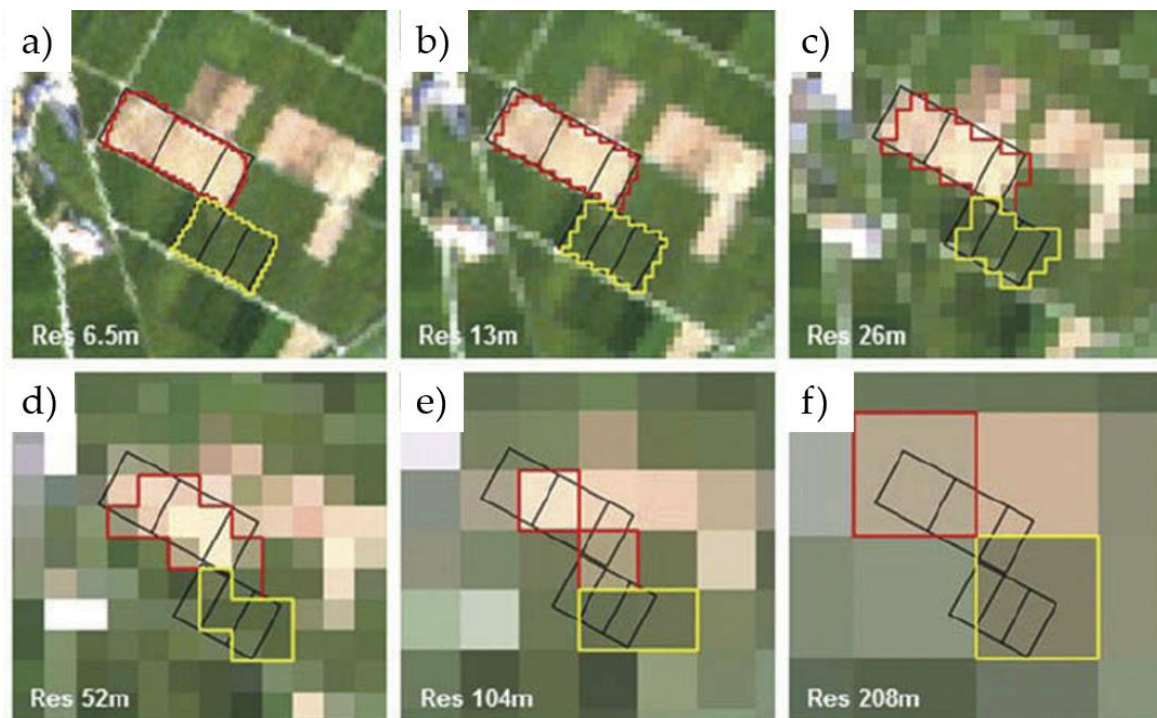 a)
Res 6.5m
b)
Res 13m
c)
Res 26m
d)
Res 52m
e)
Res 104m
f)
Res 208m